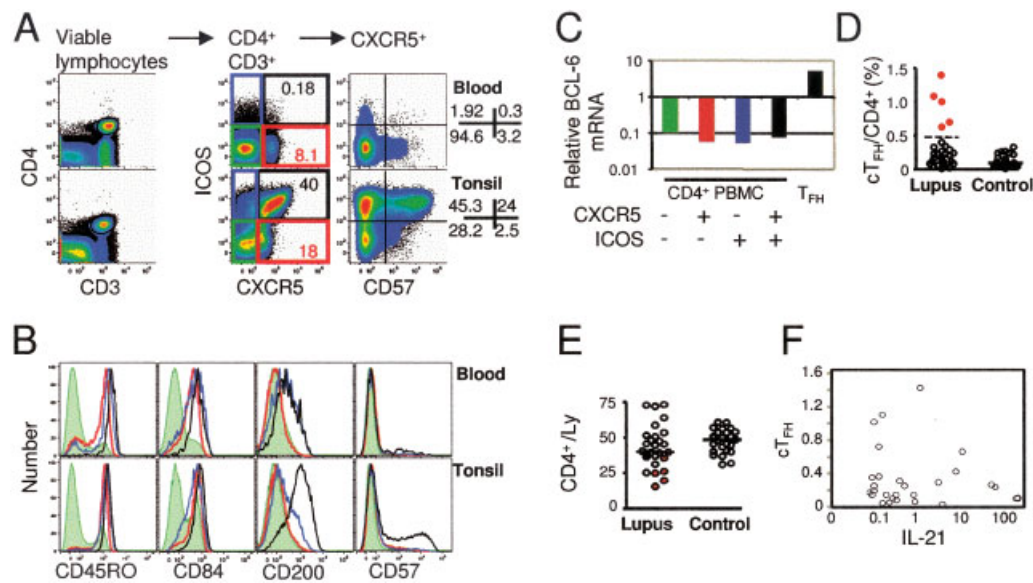 A
Viable lymphocytes
CD4+ CD3+
CXCR5+
CD4
CD3
ICOS
CXCR5
CD57
0.18
8.1
40
18
Blood
1.92 0.3
94.6 3.2
Tonsil
45.3 24
28.2 2.5
B
Number
Blood
Tonsil
CD45RO
CD84
CD200
CD57
C
Relative BCL-6 mRNA
10
1
0.1
0.01
CD4+ PBMC
TFH
CXCR5 - + - +
ICOS - - + +
D
cTFH/CD4+ (%)
1.5
1.0
0.5
0
Lupus Control
E
CD4+/Ly
75
50
25
0
Lupus Control
F
cTFH
1.6
1.2
0.8
0.4
0
0 0.1 1 10 100
IL-21